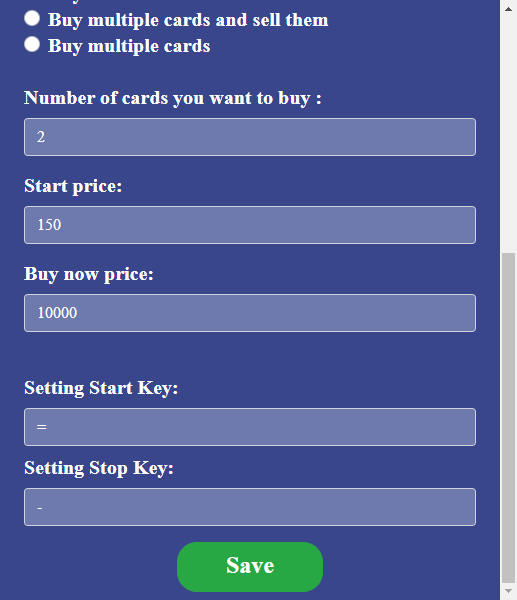 Buy multiple cards and sell them
Buy multiple cards
Number of cards you want to buy :
2
Start price:
150
Buy now price:
10000
Setting Start Key:
=
Setting Stop Key:
-
Save